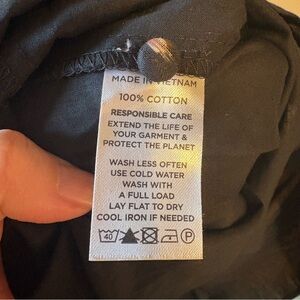 MADE IN VIETNAM
100% COTTON
RESPONSIBLE CARE
EXTEND THE LIFE OF
YOUR GARMENT &
PROTECT THE PLANET
WASH LESS OFTEN
USE COLD WATER
WASH WITH
A FULL LOAD
LAY FLAT TO DRY
COOL IRON IF NEEDED
40 P